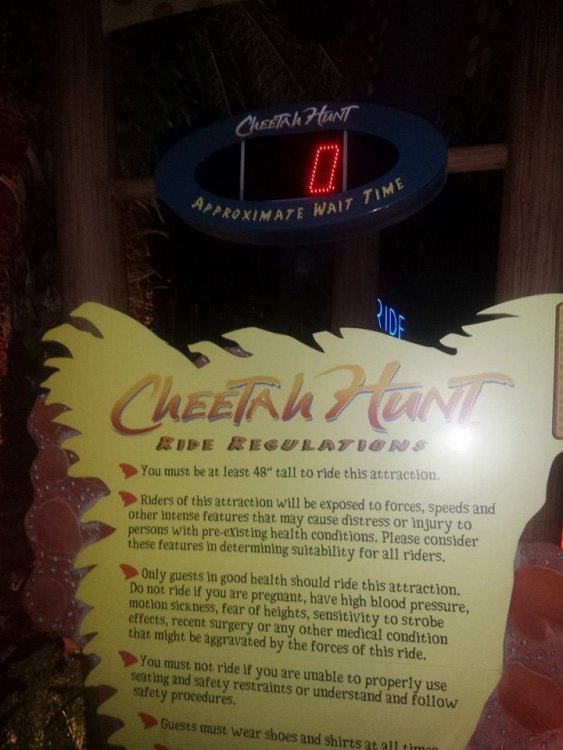 CHEETAH HUNT
0
APPROXIMATE WAIT TIME
RIDE
CHEETAH HUNT
RIDE REGULATIONS
You must be at least 48" tall to ride this attraction.
Riders of this attraction will be exposed to forces, speeds and
other intense features that may cause distress or injury to
persons with pre-existing health conditions. Please consider
these features in determining suitability for all riders.
Only guests in good health should ride this attraction.
Do not ride if you are pregnant, have high blood pressure,
motion sickness, fear of heights, sensitivity to strobe
effects, recent surgery or any other medical condition
that might be aggravated by the forces of this ride.
You must not ride if you are unable to properly use
seating and safety restraints or understand and follow
safety procedures.
Guests must wear shoes and shirts at all times